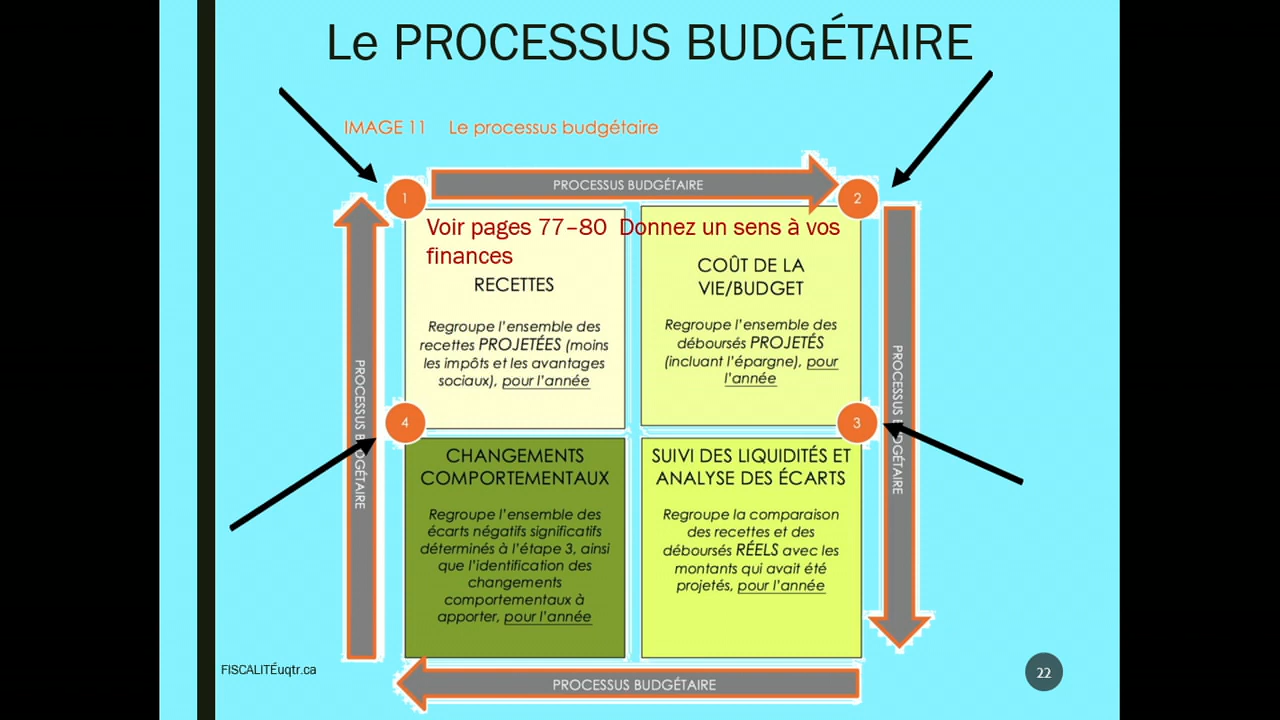 Le PROCESSUS BUDGÉTAIRE
IMAGE 11 Le processus budgétaire
1
PROCESSUS BUDGÉTAIRE
2
Voir pages 77–80 Donnez un sens à vos
finances
RECETTES
Regroupe l'ensemble des
recettes PROJETÉES (moins
les impôts et les avantages
sociaux), pour l'année
COÛT DE LA
VIE/BUDGET
Regroupe l'ensemble des
déboursés PROJETÉS
(incluant l'épargne), pour
l'année
PROCESSUS BUDGÉTAIRE
3
SUIVI DES LIQUIDITÉS ET
ANALYSE DES ÉCARTS
Regroupe la comparaison
des recettes et des
déboursés RÉELS avec les
montants qui avait été
projetés, pour l'année
4
CHANGEMENTS
COMPORTEMENTAUX
Regroupe l'ensemble des
écarts négatifs significatifs
déterminés à l'étape 3, ainsi
que l'identification des
changements
comportementaux à
apporter, pour l'année
PROCESSUS BUDGÉTAIRE
PROCESSUS BUDGÉTAIRE
FISCALITÉuqtr.ca
22